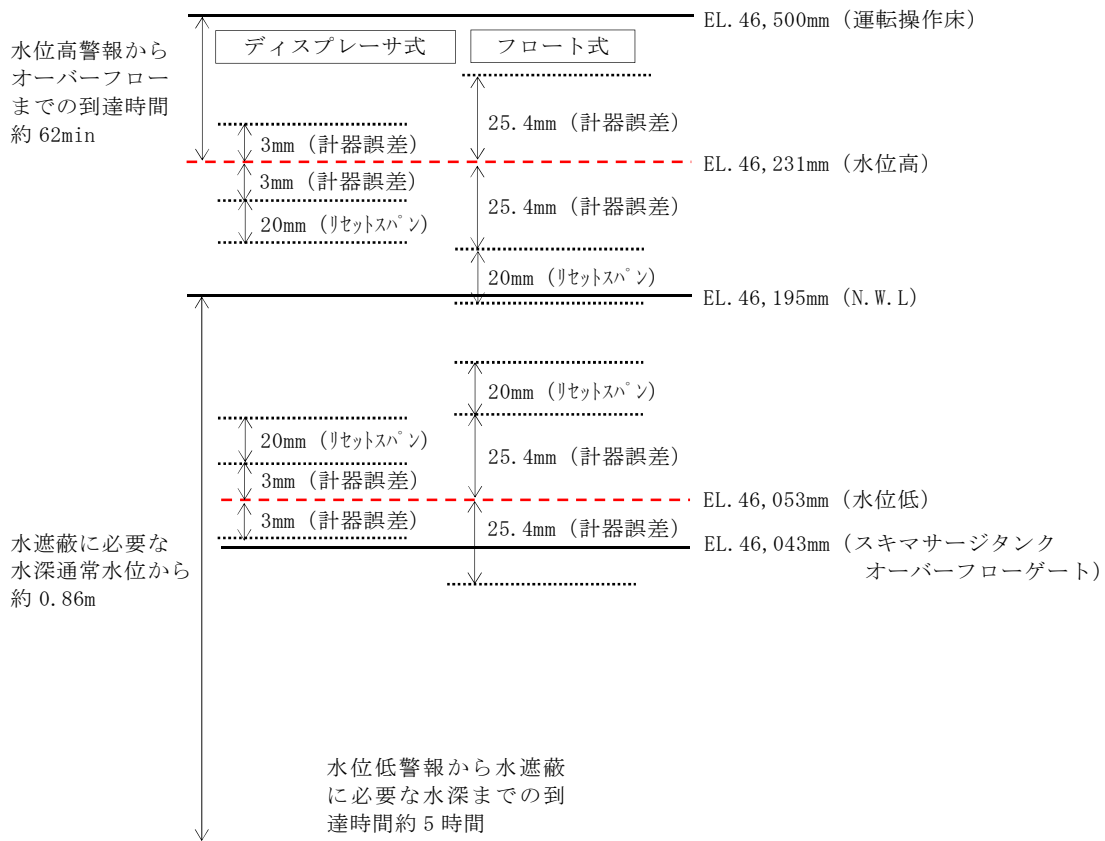 EL.46,500mm（運転操作床）
水位高警報から
オーバーフロー
までの到達時間
約62min
ディスプレーサ式
フロート式
25.4mm（計器誤差）
3mm（計器誤差）
EL.46,231mm（水位高）
3mm（計器誤差）
25.4mm（計器誤差）
20mm（ﾘｾｯﾄｽﾊﾟﾝ）
20mm（ﾘｾｯﾄｽﾊﾟﾝ）
EL.46,195mm（N.W.L）
20mm（ﾘｾｯﾄｽﾊﾟﾝ）
20mm（ﾘｾｯﾄｽﾊﾟﾝ）
25.4mm（計器誤差）
3mm（計器誤差）
EL.46,053mm（水位低）
3mm（計器誤差）
25.4mm（計器誤差）
EL.46,043mm（スキマサージタンク
オーバーフローゲート）
水遮蔽に必要な
水深通常水位から
約0.86m
水位低警報から水遮蔽
に必要な水深までの到
達時間約5時間